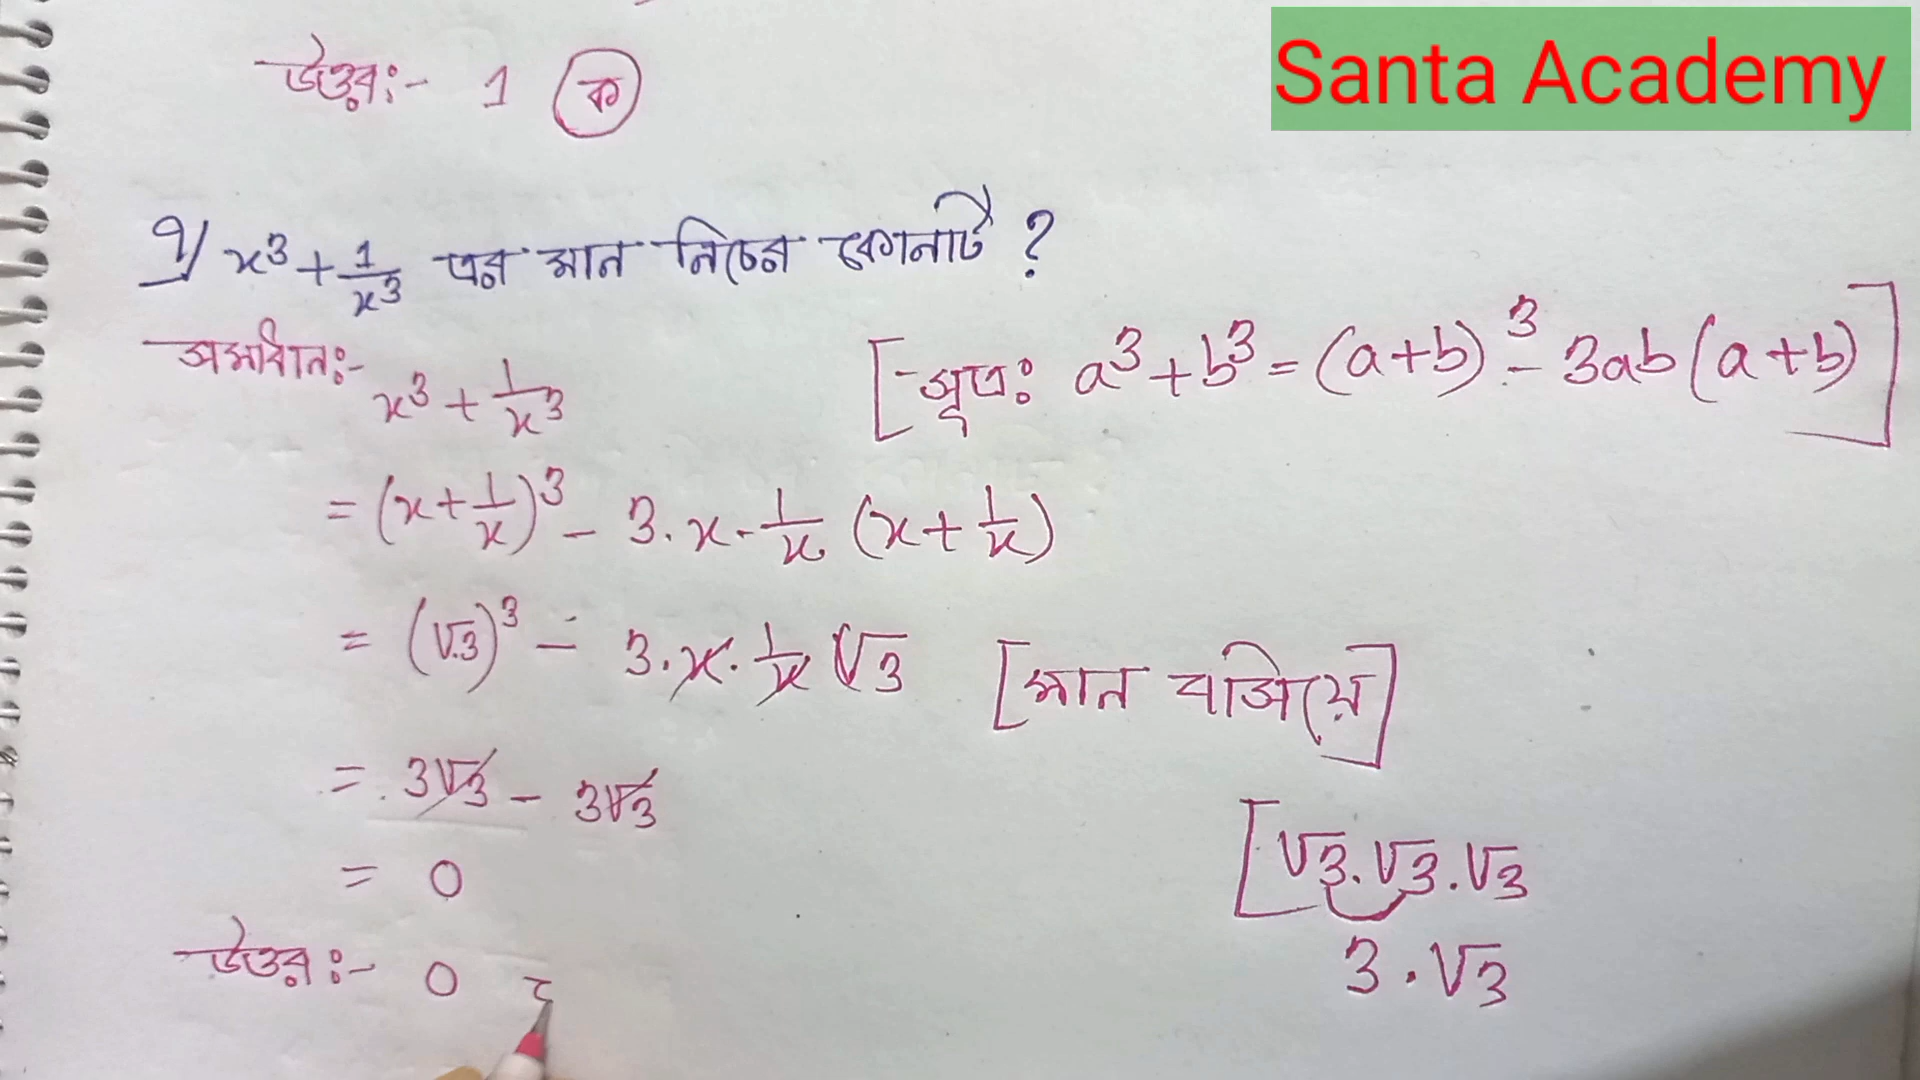 Santa Academy
উত্তর:- 1 (ক)
৭) x³ + 1/x³ এর মান নিচের কোনটি ?
সমাধান:- x³ + 1/x³
[সূত্র: a³ + b³ = (a+b)³ - 3ab(a+b)]
= (x + 1/x)³ - 3.x.1/x (x + 1/x)
= (√3)³ - 3.x.1/x √3 [মান বসিয়ে]
= 3√3 - 3√3
[√3.√3.√3
= 0
3.√3
উত্তর:- 0